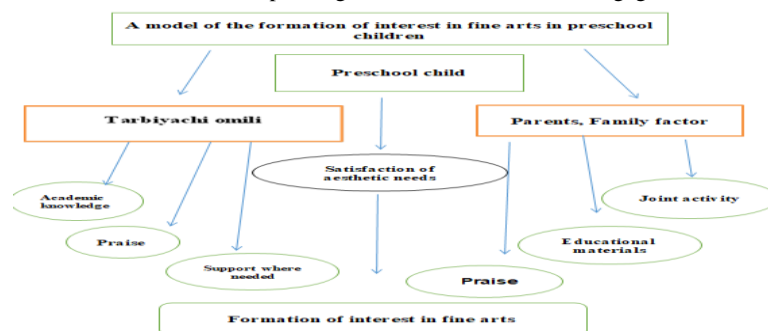 A model of the formation of interest in fine arts in preschool
children
Preschool child
Tarbiyachi omili
Parents, Family factor
Satisfaction of
aesthetic needs
Academic
knowledge
Joint activity
Praise
Educational
materials
Support where
needed
Praise
Formation of interest in fine arts